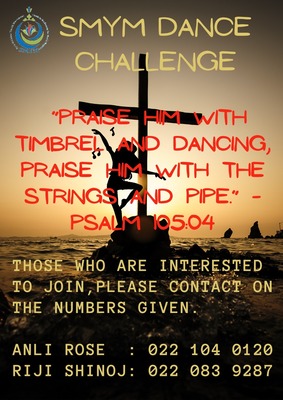 SMYM DANCE
CHALLENGE
"PRAISE HIM WITH
TIMBREL AND DANCING,
PRAISE HIM WITH THE
STRINGS AND PIPE." -
PSALM 105.04
THOSE WHO ARE INTERESTED
TO JOIN,PLEASE CONTACT ON
THE NUMBERS GIVEN.
ANLI ROSE : 022 104 0120
RIJI SHINOJ: 022 083 9287